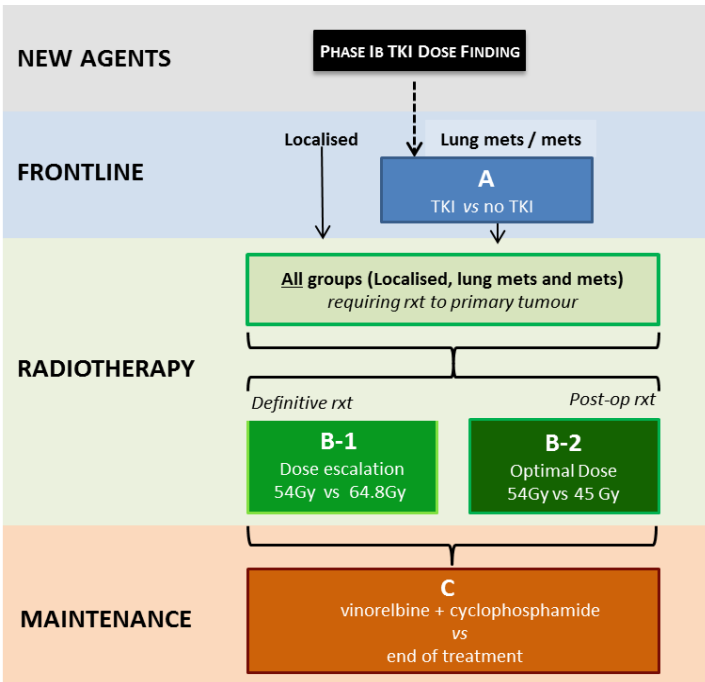 NEW AGENTS
PHASE IB TKI DOSE FINDING
Localised
Lung mets / mets
FRONTLINE
A
TKI vs no TKI
All groups (Localised, lung mets and mets)
requiring rxt to primary tumour
RADIOTHERAPY
Definitive rxt
Post-op rxt
B-1
Dose escalation
54Gy vs 64.8Gy
B-2
Optimal Dose
54Gy vs 45 Gy
MAINTENANCE
C
vinorelbine + cyclophosphamide
vs
end of treatment